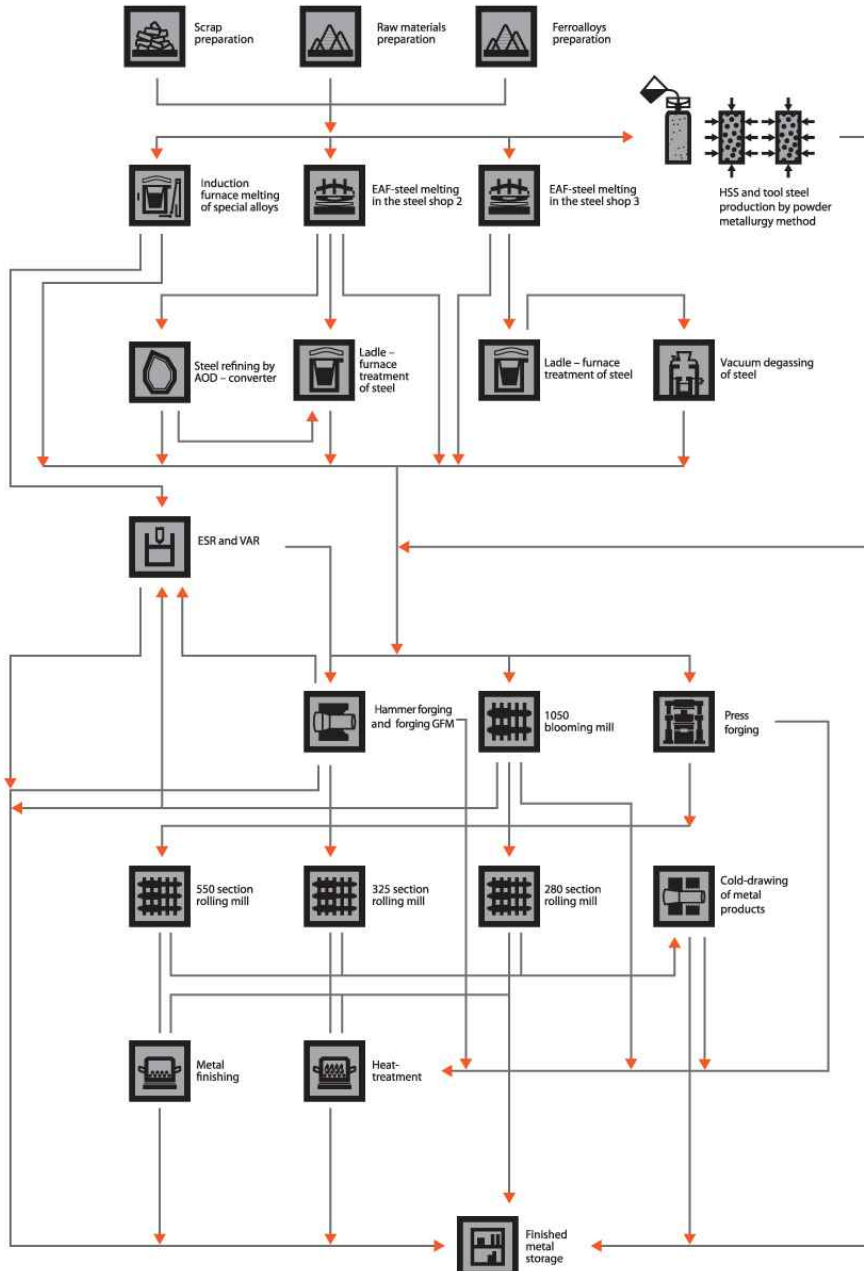 Scrap
preparation
Raw materials
preparation
Ferroalloys
preparation
Induction
furnace melting
of special alloys
EAF-steel melting
in the steel shop 2
EAF-steel melting
in the steel shop 3
HSS and tool steel
production by powder
metallurgy method
Steel refining by
AOD – converter
Ladle –
furnace
treatment
of steel
Ladle – furnace
treatment of steel
Vacuum degassing
of steel
ESR and VAR
Hammer forging
and forging GFM
1050
blooming mill
Press
forging
550 section
rolling mill
325 section
rolling mill
280 section
rolling mill
Cold-drawing
of metal
products
Metal
finishing
Heat-
treatment
Finished
metal
storage